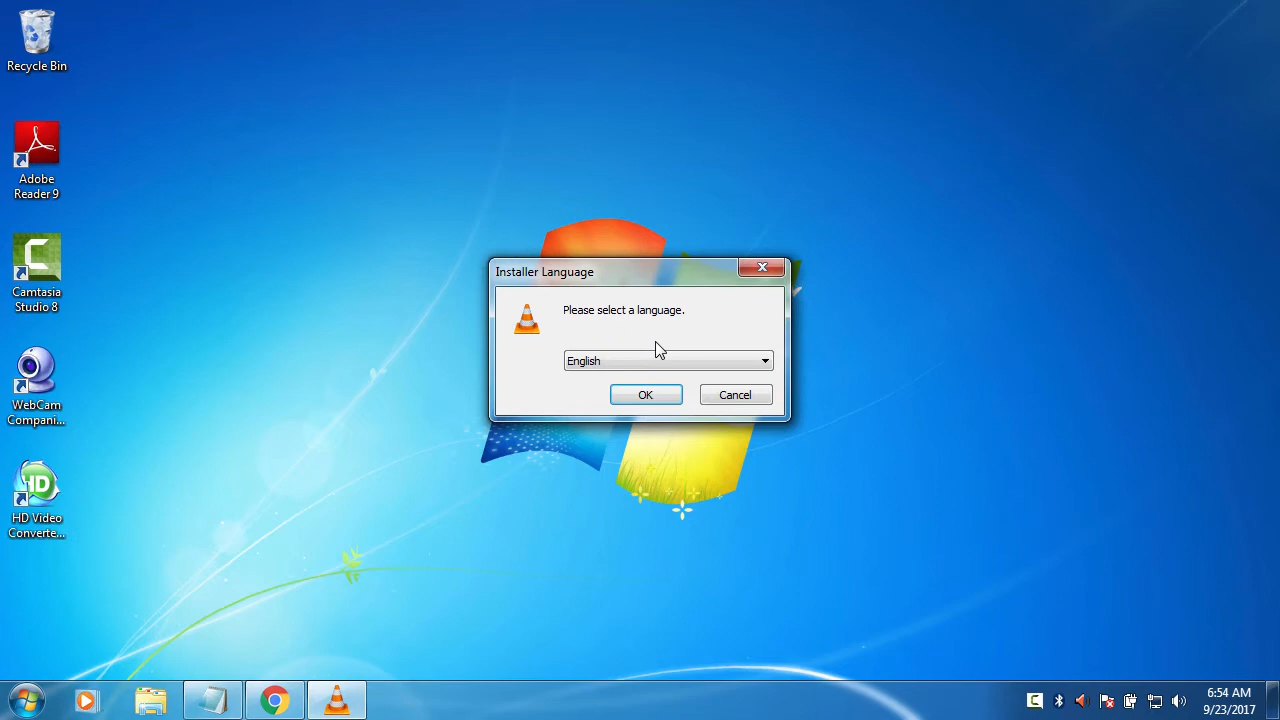 Recycle Bin
Adobe
Reader 9
Camtasia
Studio 8
WebCam
Compani...
HD
HD Video
Converte...
Installer Language
Please select a language.
English
OK
Cancel
6:54 AM
9/23/2017